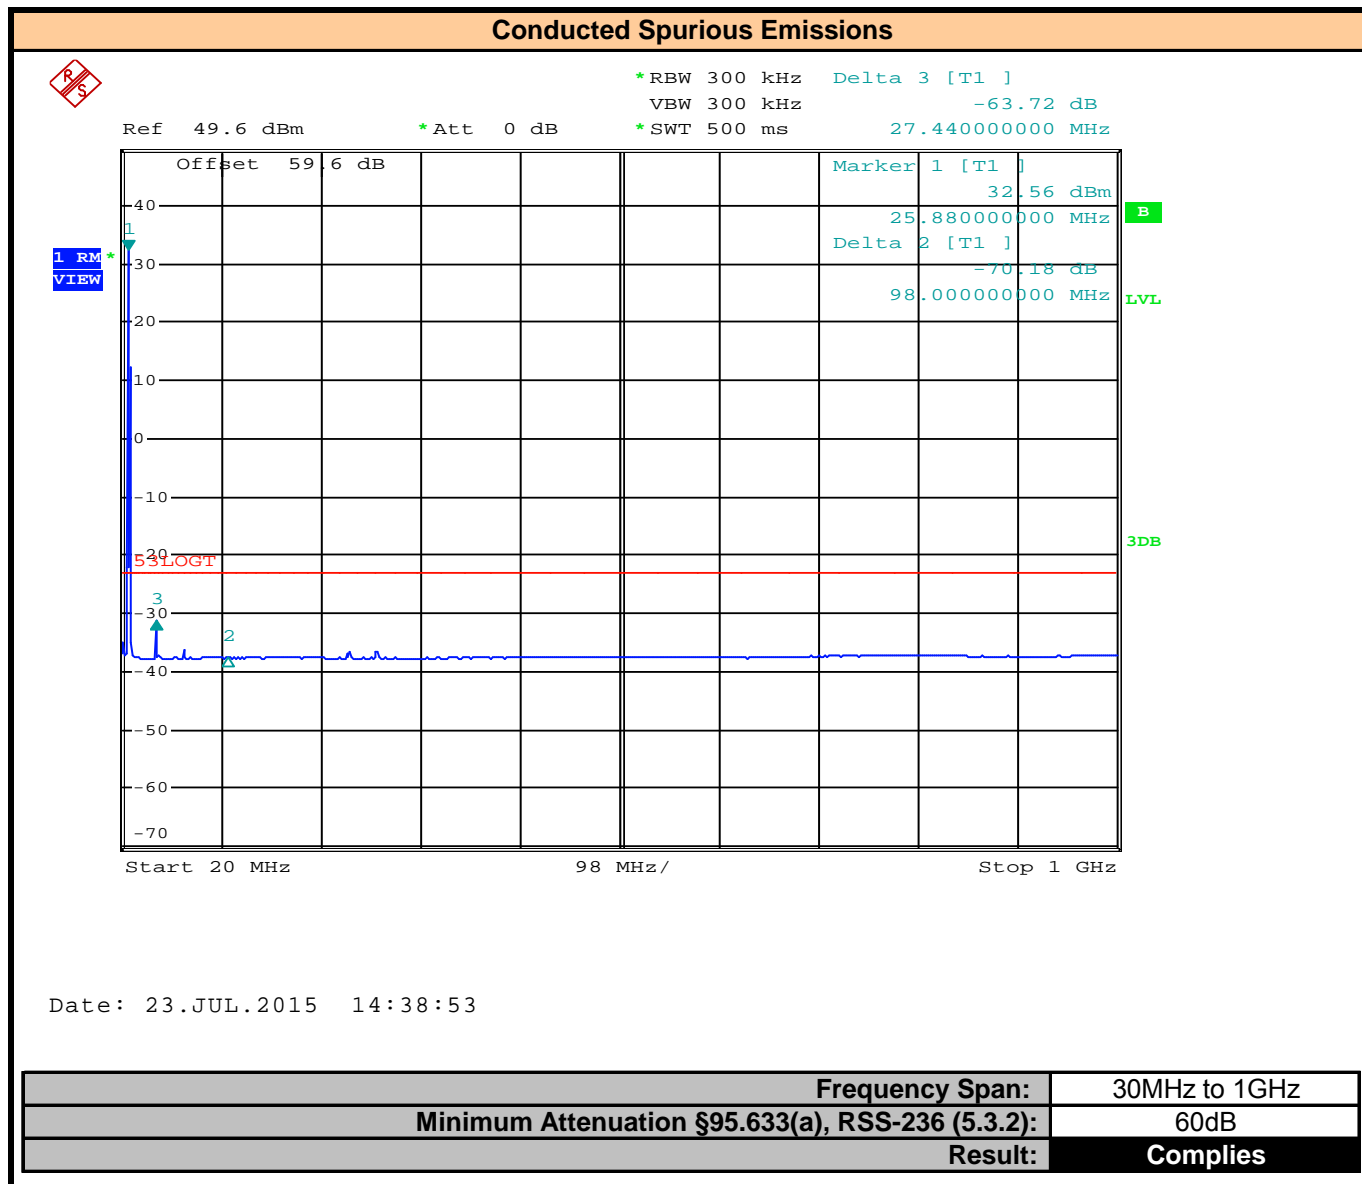 Conducted Spurious Emissions
R S
*RBW 300 kHz Delta 3 [T1 ]
VBW 300 kHz -63.72 dB
Ref 49.6 dBm *Att 0 dB *SWT 500 ms 27.440000000 MHz
Offset 59.6 dB Marker 1 [T1 ]
32.56 dBm
40 25.880000000 MHz B
1 Delta 2 [T1 ]
1 RM *
30 -70.18 dB
VIEW
98.000000000 MHz LVL
20
10
0
-10
3DB
-20
53LOGT
3
-30
2
-40
-50
-60
-70
Start 20 MHz 98 MHz/ Stop 1 GHz
Date: 23.JUL.2015 14:38:53
Frequency Span: 30MHz to 1GHz
Minimum Attenuation §95.633(a), RSS-236 (5.3.2): 60dB
Result: Complies